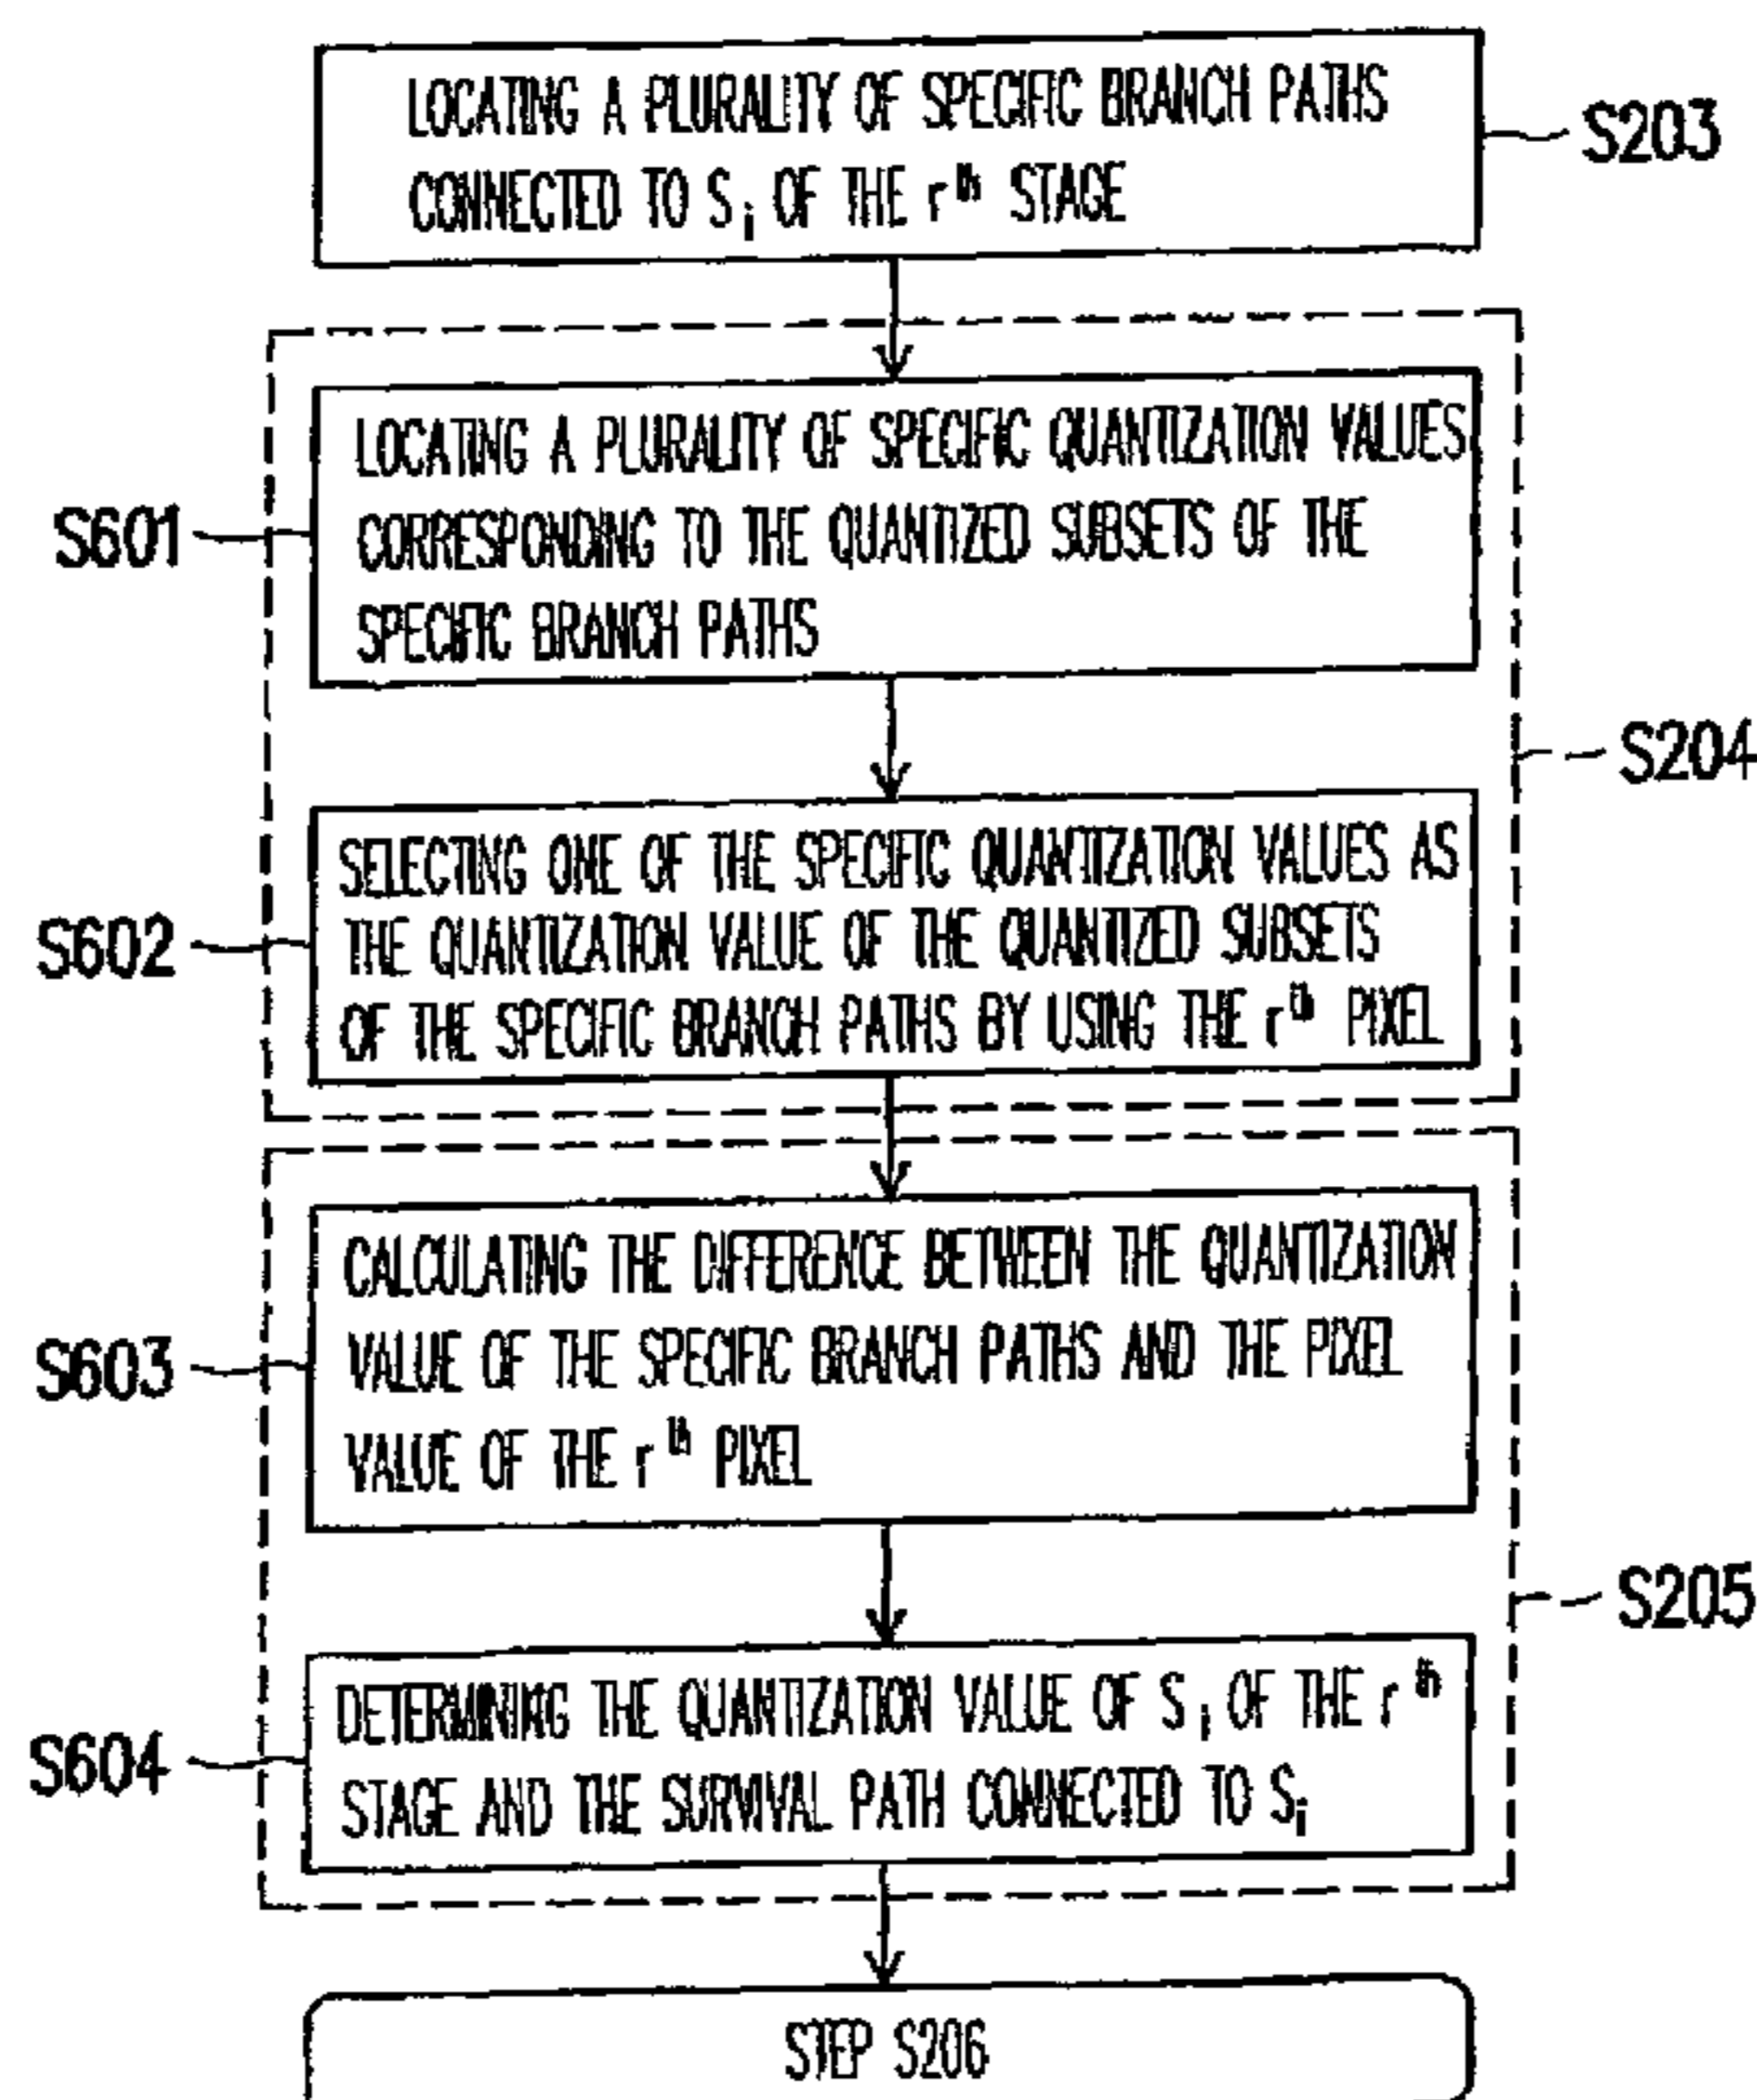 LOCATING A PLURALITY OF SPECIFIC BRANCH PATHS
CONNECTED TO Si OF THE rth STAGE
S203
LOCATING A PLURALITY OF SPECIFIC QUANTIZATION VALUES
CORRESPONDING TO THE QUANTIZED SUBSETS OF THE
SPECIFIC BRANCH PATHS
S601
S204
SELECTING ONE OF THE SPECIFIC QUANTIZATION VALUES AS
THE QUANTIZATION VALUE OF THE QUANTIZED SUBSETS
OF THE SPECIFIC BRANCH PATHS BY USING THE rth PIXEL
S602
CALCULATING THE DIFFERENCE BETWEEN THE QUANTIZATION
VALUE OF THE SPECIFIC BRANCH PATHS AND THE PIXEL
VALUE OF THE rth PIXEL
S603
S205
DETERMINING THE QUANTIZATION VALUE OF Si OF THE rth
STAGE AND THE SURVIVAL PATH CONNECTED TO Si
S604
STEP S206